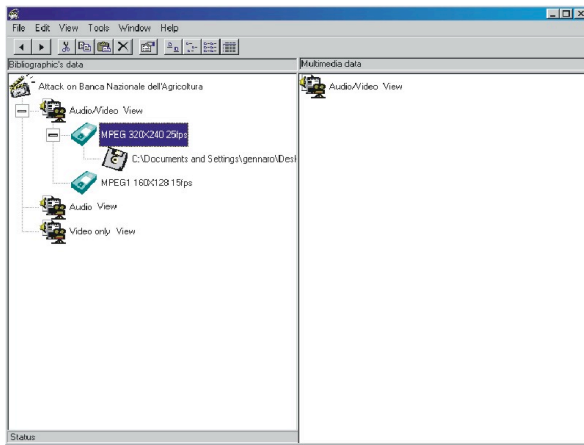 File Edit View Tools Window Help
Bibliographic's data
Multimedia data
Attack on Banca Nazionale dell'Agricoltura
Audio/Video View
MPEG 320X240 25fps
C:\Documents and Settings\gennaro\Desl
MPEG1 160X128 15fps
Audio View
Video only View
Audio/Video View
Status